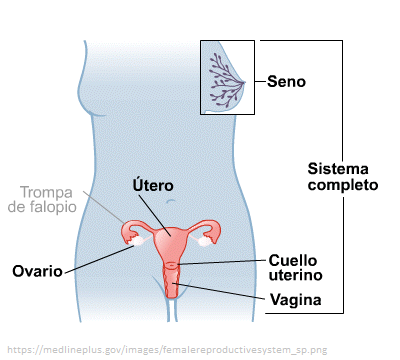 Seno
Sistema
completo
Trompa
de falopio
Útero
Ovario
Cuello
uterino
Vagina
https://medlineplus.gov/images/femalereproductivesystem_sp.png